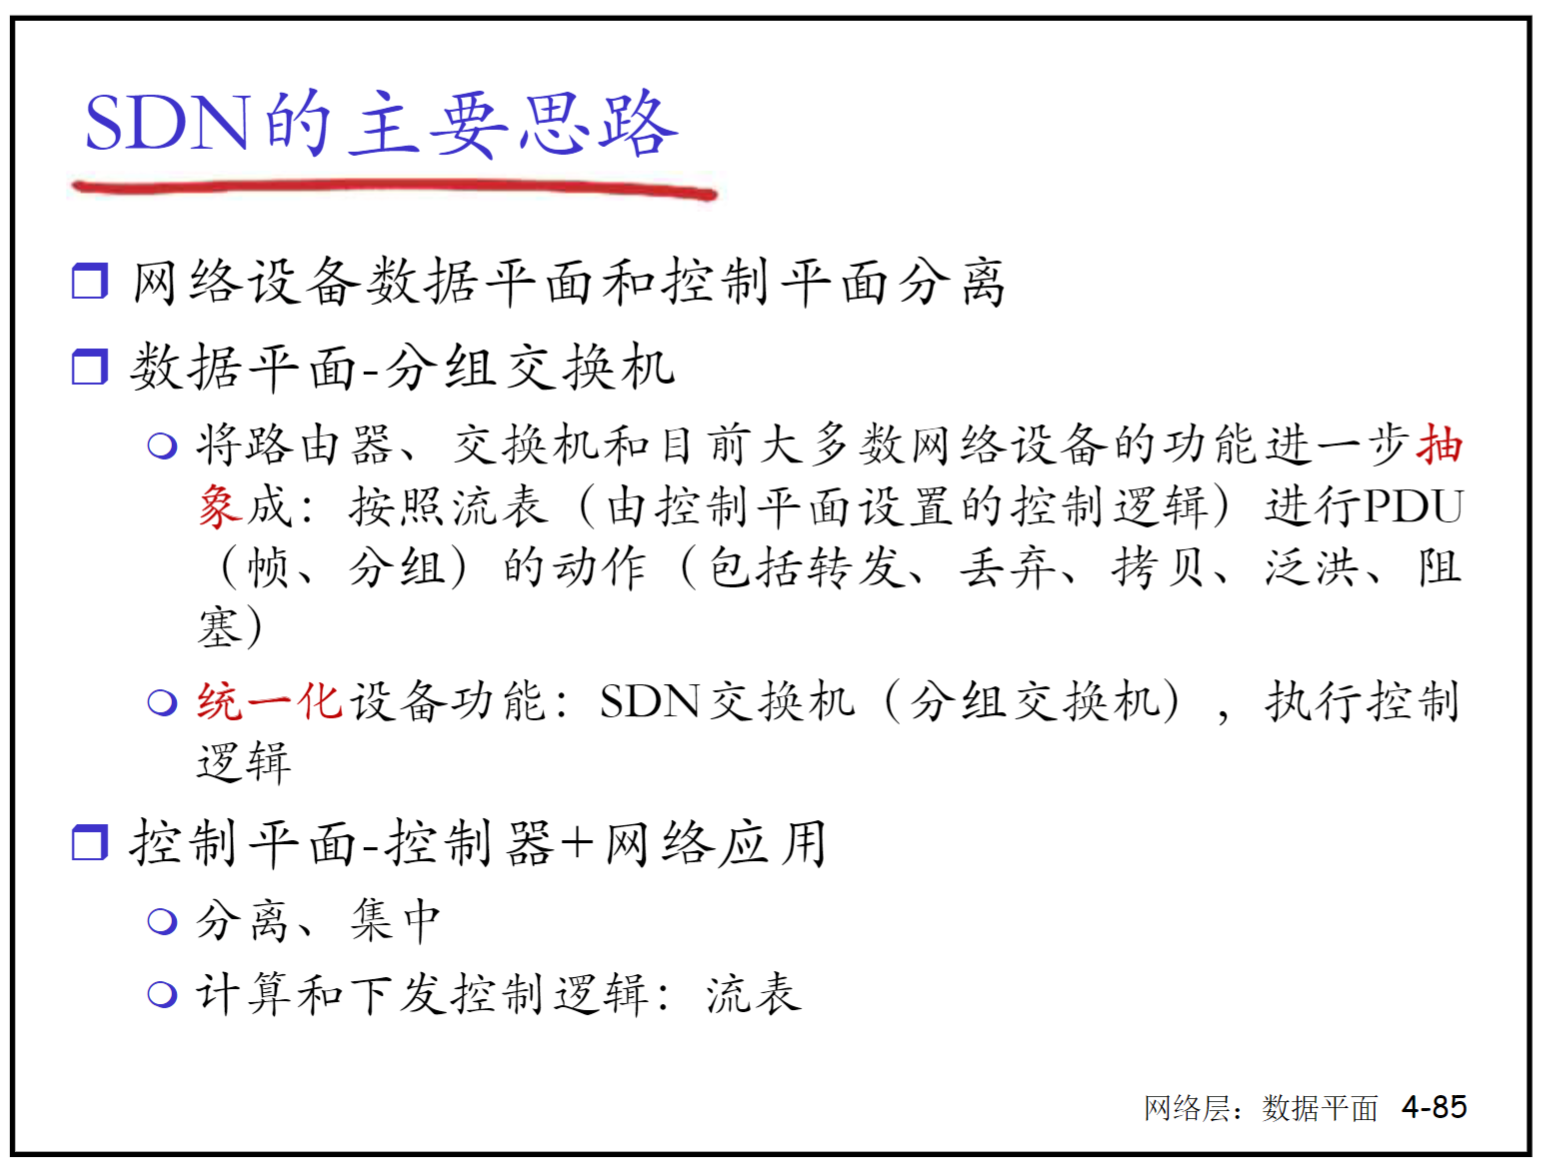 SDN的主要思路
网络设备数据平面和控制平面分离
数据平面-分组交换机
将路由器、交换机和目前大多数网络设备的功能进一步抽
象成：按照流表（由控制平面设置的控制逻辑）进行PDU
（帧、分组）的动作（包括转发、丢弃、拷贝、泛洪、阻
塞）
统一化设备功能：SDN交换机（分组交换机），执行控制
逻辑
控制平面-控制器+网络应用
分离、集中
计算和下发控制逻辑：流表
网络层：数据平面 4-85